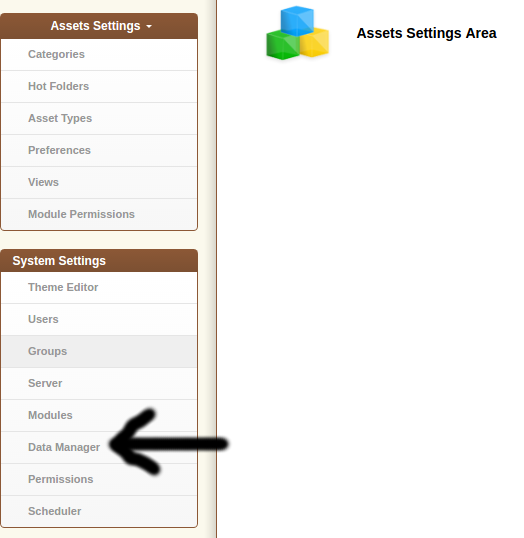 Assets Settings
Categories
Hot Folders
Asset Types
Preferences
Views
Module Permissions
System Settings
Theme Editor
Users
Groups
Server
Modules
Data Manager
Permissions
Scheduler
Assets Settings Area